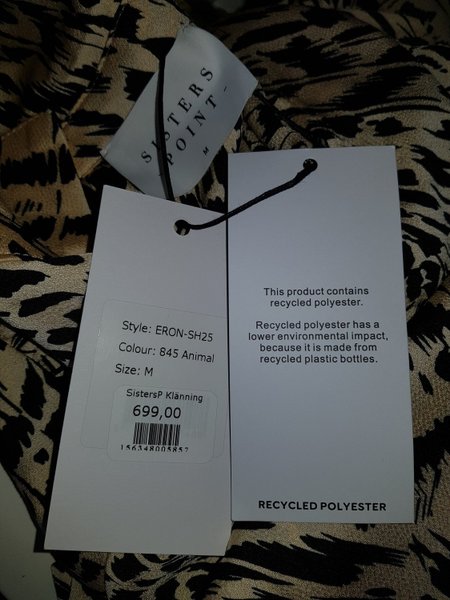 SISTERS
POINT-
M
Style: ERON-SH25
Colour: 845 Animal
Size: M
SistersP Klänning
699,00
156348005857
This product contains
recycled polyester.
Recycled polyester has a
lower environmental impact,
because it is made from
recycled plastic bottles.
RECYCLED POLYESTER